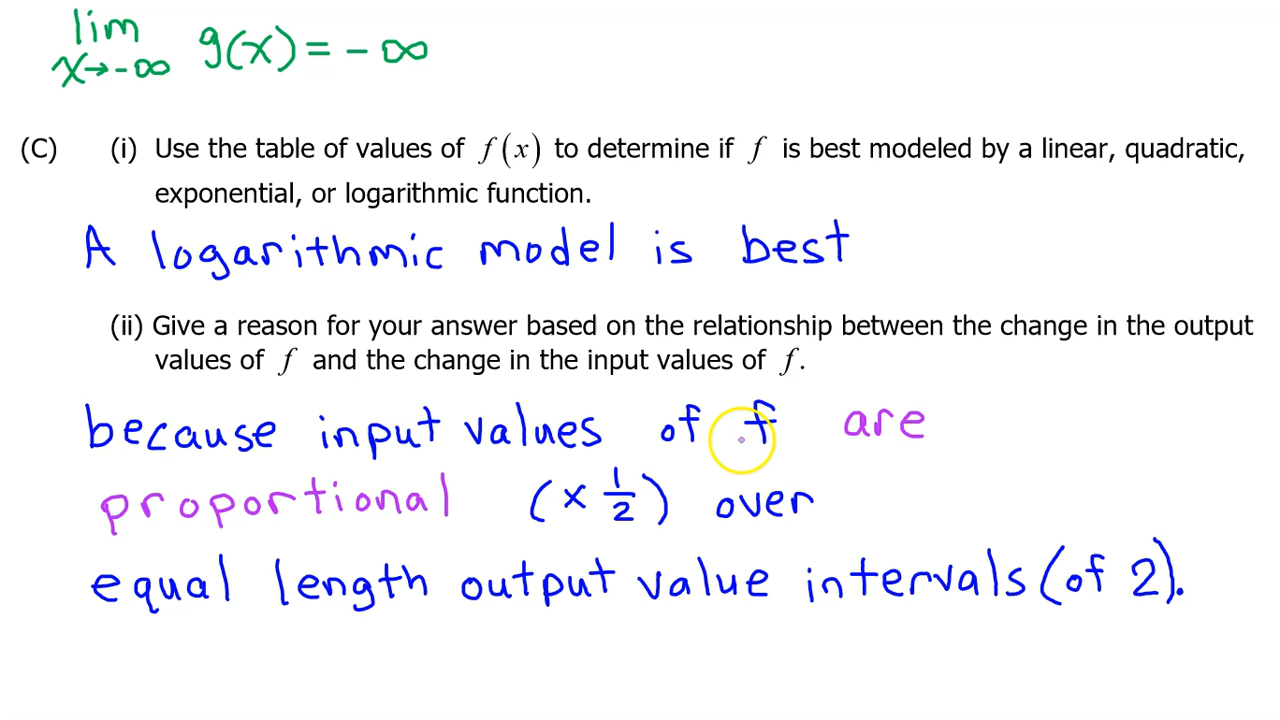 lim
x→-∞ g(x) = -∞
(C) (i) Use the table of values of f(x) to determine if f is best modeled by a linear, quadratic,
exponential, or logarithmic function.
A logarithmic model is best
(ii) Give a reason for your answer based on the relationship between the change in the output
values of f and the change in the input values of f.
because input values of f are
proportional (× 1/2) over
equal length output value intervals (of 2).